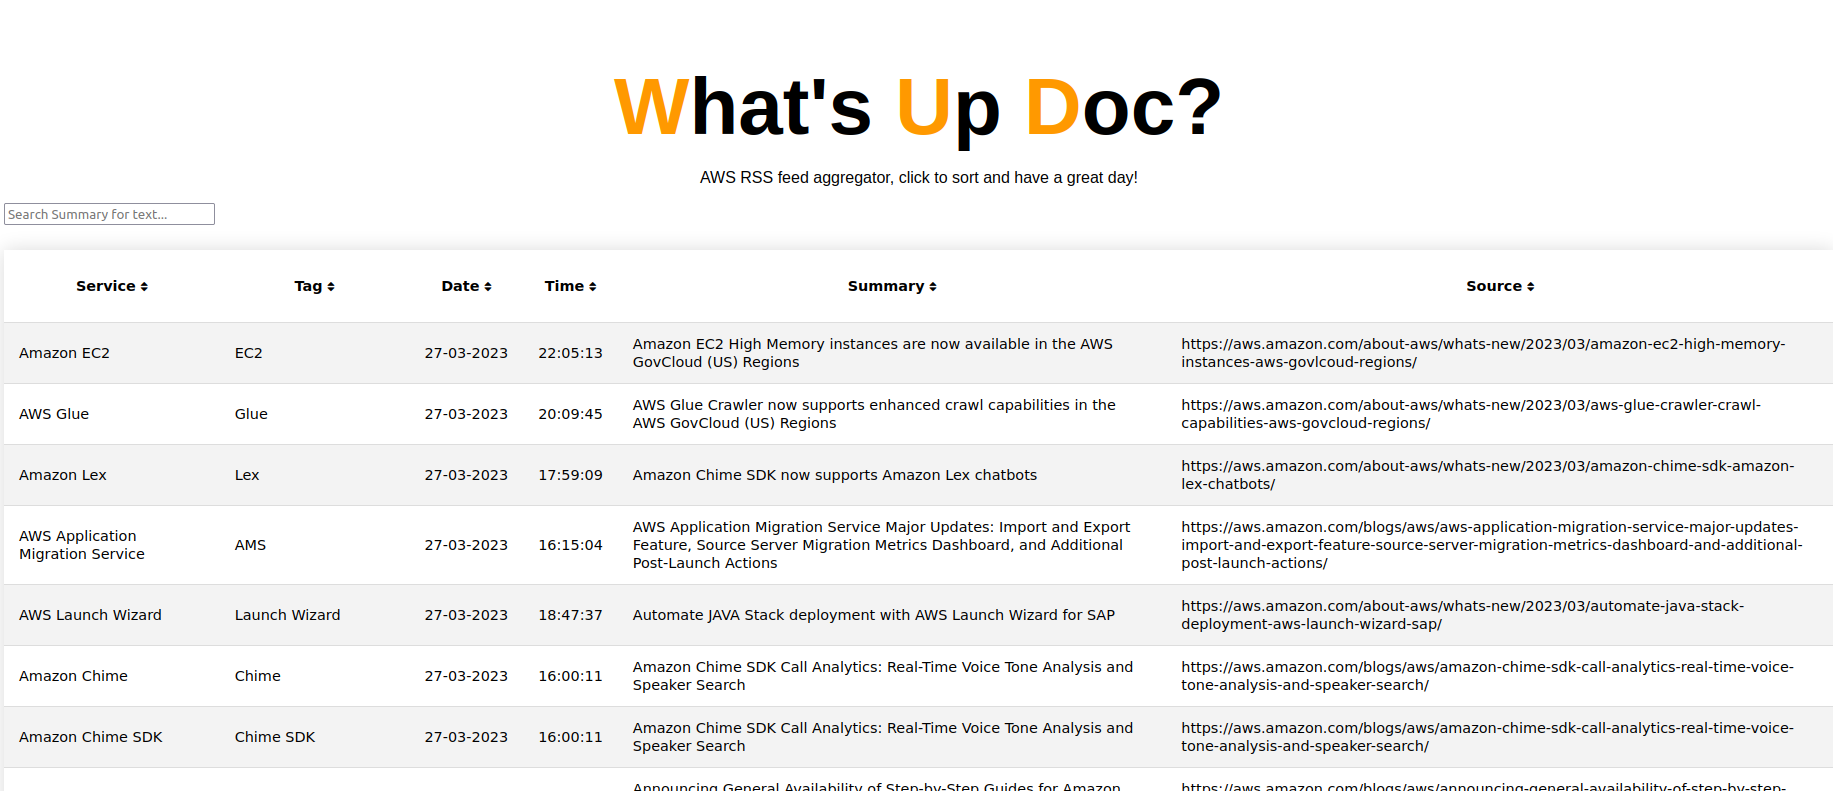 What's Up Doc?
AWS RSS feed aggregator, click to sort and have a great day!
Search Summary for text...
Service Tag Date Time Summary Source
Amazon EC2 EC2 27-03-2023 22:05:13 Amazon EC2 High Memory instances are now available in the AWS https://aws.amazon.com/about-aws/whats-new/2023/03/amazon-ec2-high-memory-
GovCloud (US) Regions instances-aws-govlcoud-regions/
AWS Glue Glue 27-03-2023 20:09:45 AWS Glue Crawler now supports enhanced crawl capabilities in the https://aws.amazon.com/about-aws/whats-new/2023/03/aws-glue-crawler-crawl-
AWS GovCloud (US) Regions capabilities-aws-govcloud-regions/
Amazon Lex Lex 27-03-2023 17:59:09 Amazon Chime SDK now supports Amazon Lex chatbots https://aws.amazon.com/about-aws/whats-new/2023/03/amazon-chime-sdk-amazon-
lex-chatbots/
AWS Application AWS Application Migration Service Major Updates: Import and Export https://aws.amazon.com/blogs/aws/aws-application-migration-service-major-updates-
Migration Service AMS 27-03-2023 16:15:04 Feature, Source Server Migration Metrics Dashboard, and Additional import-and-export-feature-source-server-migration-metrics-dashboard-and-additional-
Post-Launch Actions post-launch-actions/
AWS Launch Wizard Launch Wizard 27-03-2023 18:47:37 Automate JAVA Stack deployment with AWS Launch Wizard for SAP https://aws.amazon.com/about-aws/whats-new/2023/03/automate-java-stack-
deployment-aws-launch-wizard-sap/
Amazon Chime Chime 27-03-2023 16:00:11 Amazon Chime SDK Call Analytics: Real-Time Voice Tone Analysis and https://aws.amazon.com/blogs/aws/amazon-chime-sdk-call-analytics-real-time-voice-
Speaker Search tone-analysis-and-speaker-search/
Amazon Chime SDK Chime SDK 27-03-2023 16:00:11 Amazon Chime SDK Call Analytics: Real-Time Voice Tone Analysis and https://aws.amazon.com/blogs/aws/amazon-chime-sdk-call-analytics-real-time-voice-
Speaker Search tone-analysis-and-speaker-search/
Announcing General Availability of Step-by-Step Guides for Amazon https://aws.amazon.com/blogs/aws/announcing-general-availability-of-step-by-step-